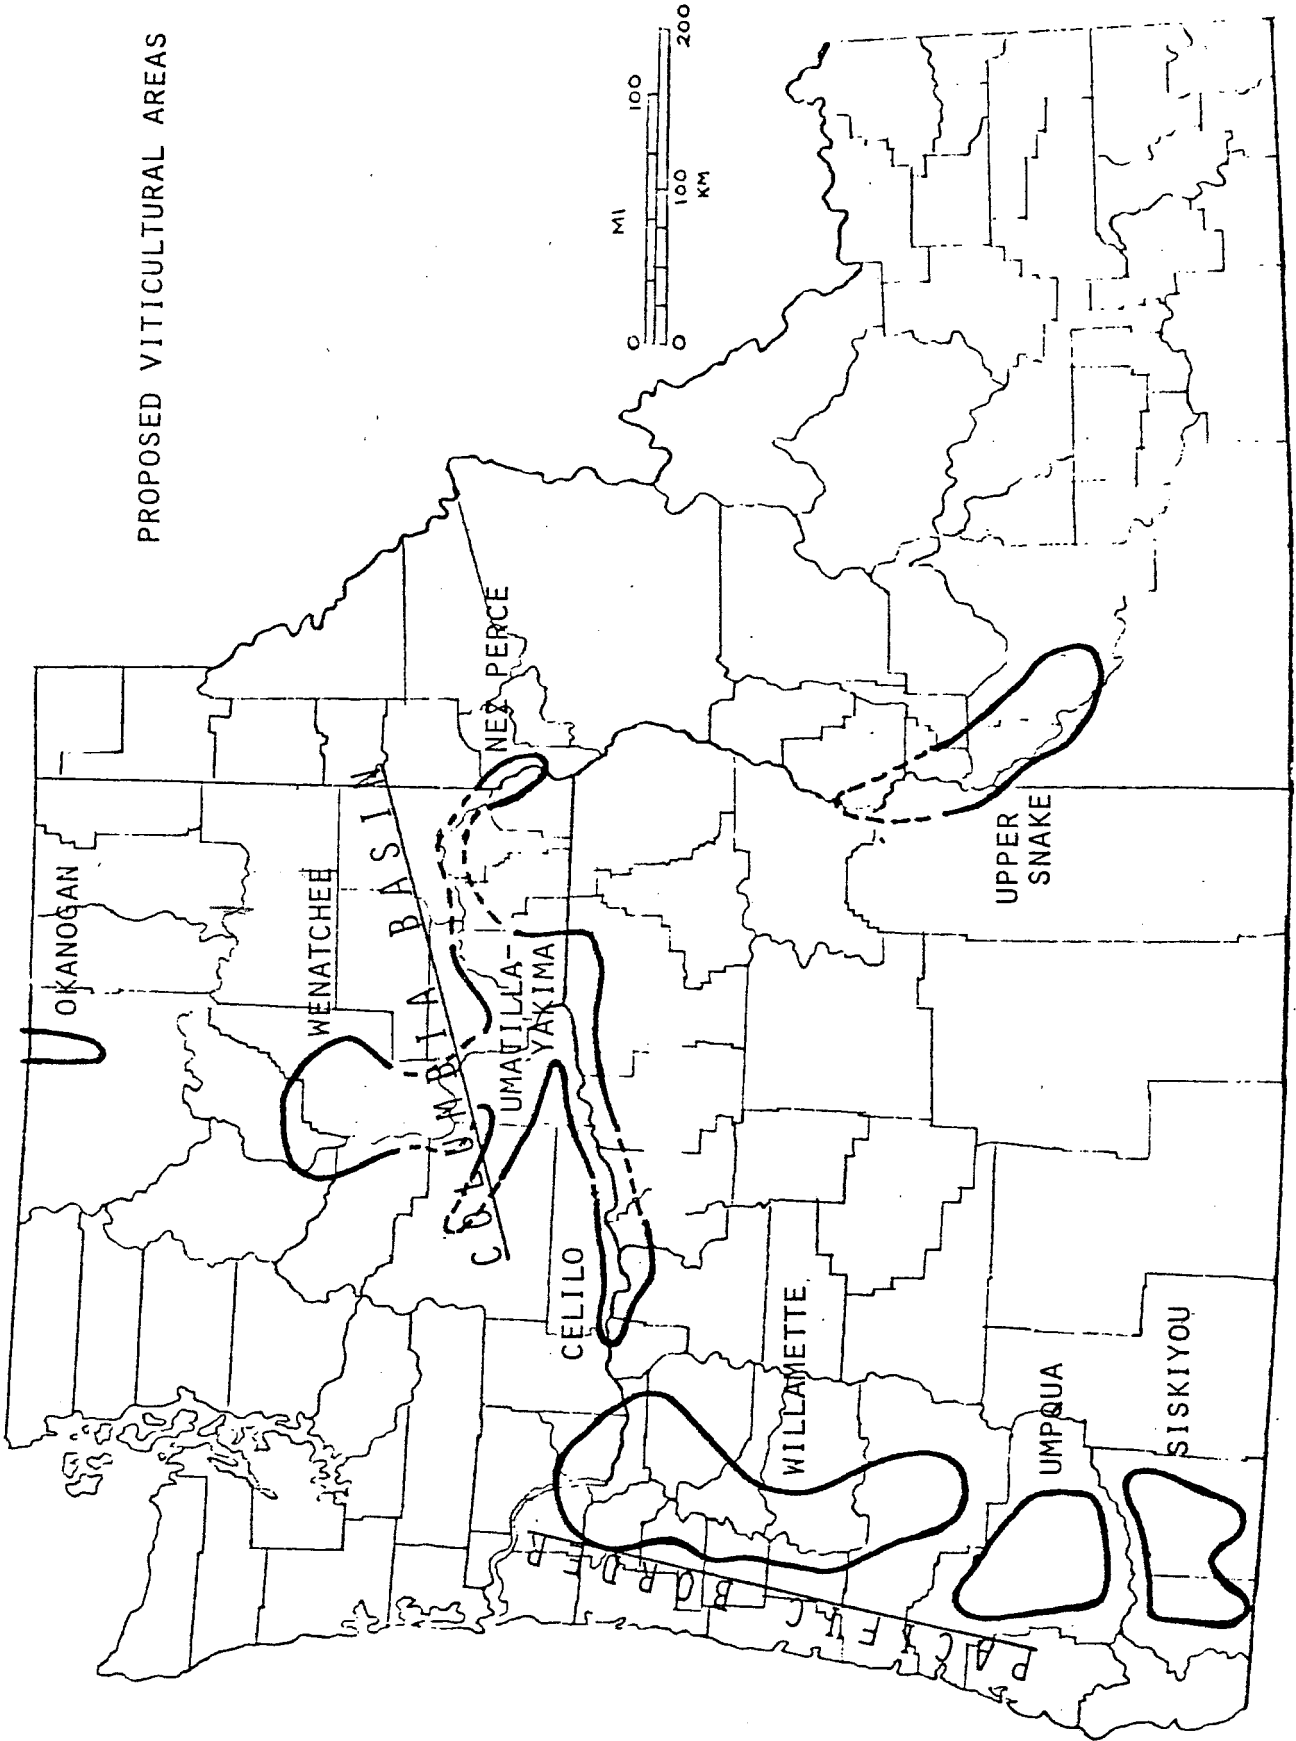 PROPOSED VITICULTURAL AREAS
MI
0 100
0 100 200
KM
OKANOGAN
WENATCHEE
COLUMBIA BASIN
NEZ PERCE
UMATILLA-
YAKIMA
CELILO
WILLAMETTE
UPPER
SNAKE
UMPQUA
SISKIYOU
PACIFIC BORDER